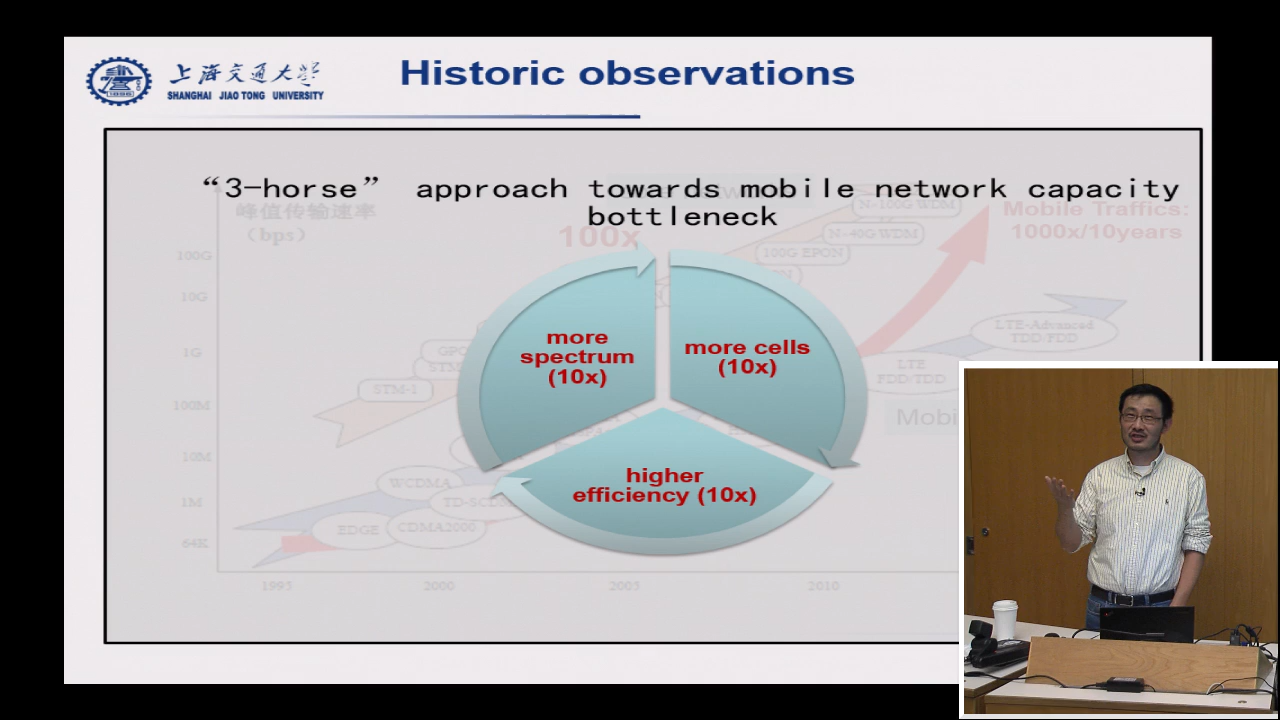 上海交通大学
SHANGHAI JIAO TONG UNIVERSITY
1896
Historic observations
“3-horse” approach towards mobile network capacity
bottleneck
峰值传输速率
（bps）
100x
N×100G WDM
N×40G WDM
100G EPON
Mobile Traffics:
1000x/10years
100G
10G
1G
100M
10M
1M
64K
more
spectrum
(10x)
more cells
(10x)
higher
efficiency (10x)
STM-1
LTE-Advanced
TDD/FDD
LTE
FDD/TDD
WCDMA
EDGE
CDMA2000
1995
2000
2005
2010